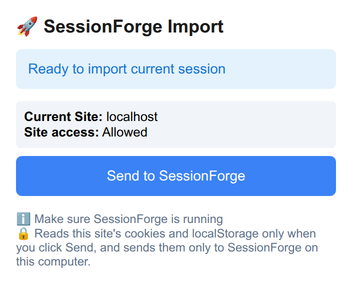 🚀 SessionForge Import
Ready to import current session
Current Site: localhost
Site access: Allowed
Send to SessionForge
ℹ️ Make sure SessionForge is running
🔒 Reads this site's cookies and localStorage only when
you click Send, and sends them only to SessionForge on
this computer.